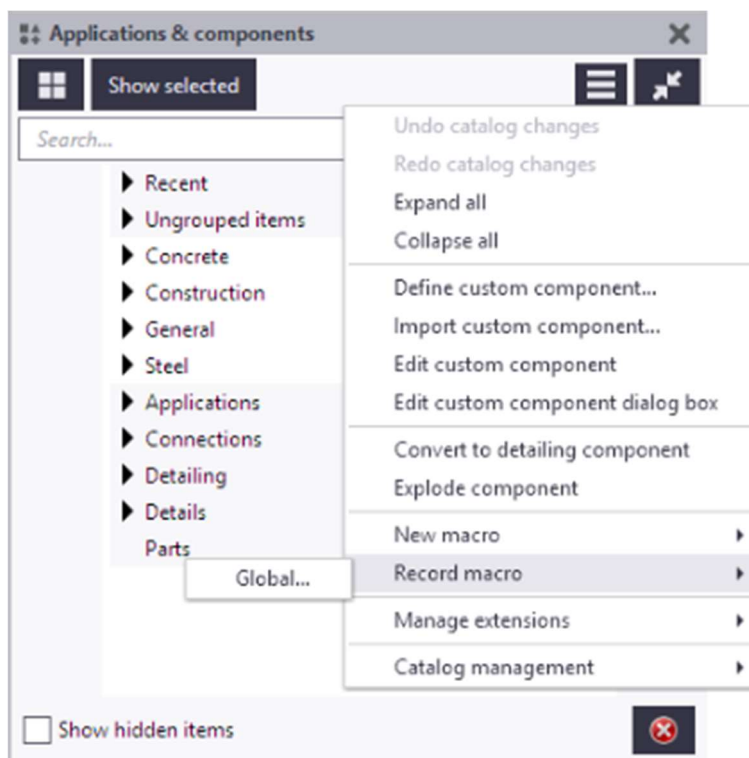 Applications & components
Show selected
Search...
Undo catalog changes
Redo catalog changes
Expand all
Collapse all
Define custom component...
Import custom component...
Edit custom component
Edit custom component dialog box
Convert to detailing component
Explode component
New macro
Record macro
Manage extensions
Catalog management
Recent
Ungrouped items
Concrete
Construction
General
Steel
Applications
Connections
Detailing
Details
Parts
Global...
Show hidden items